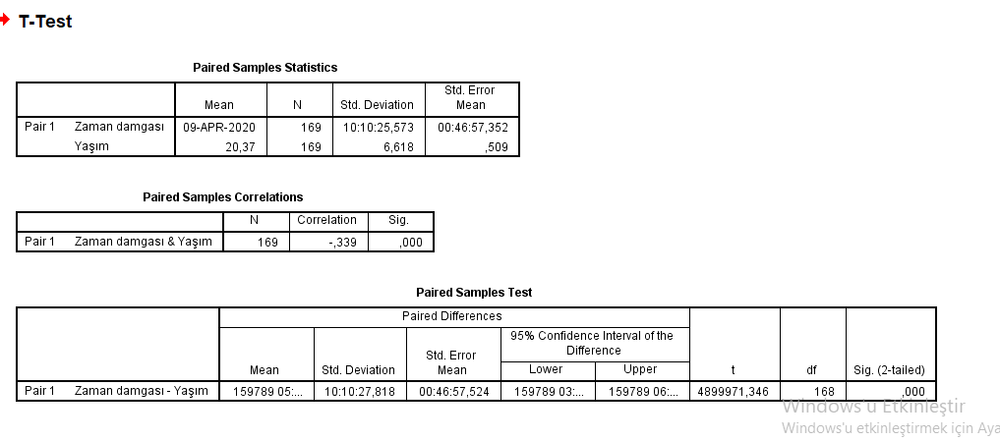 T-Test
Paired Samples Statistics
Mean N Std. Deviation Std. Error Mean
Pair 1 Zaman damgası 09-APR-2020 169 10:10:25,573 00:46:57,352
Yaşım 20,37 169 6,618 ,509
Paired Samples Correlations
N Correlation Sig.
Pair 1 Zaman damgası & Yaşım 169 -,339 ,000
Paired Samples Test
Paired Differences
95% Confidence Interval of the Difference
Mean Std. Deviation Std. Error Mean Lower Upper t df Sig. (2-tailed)
Pair 1 Zaman damgası - Yaşım 159789 05:... 10:10:27,818 00:46:57,524 159789 03:... 159789 06:... 4899971,346 168 ,000
Windows'u Etkinleştir
Windows'u etkinleştirmek için Aya